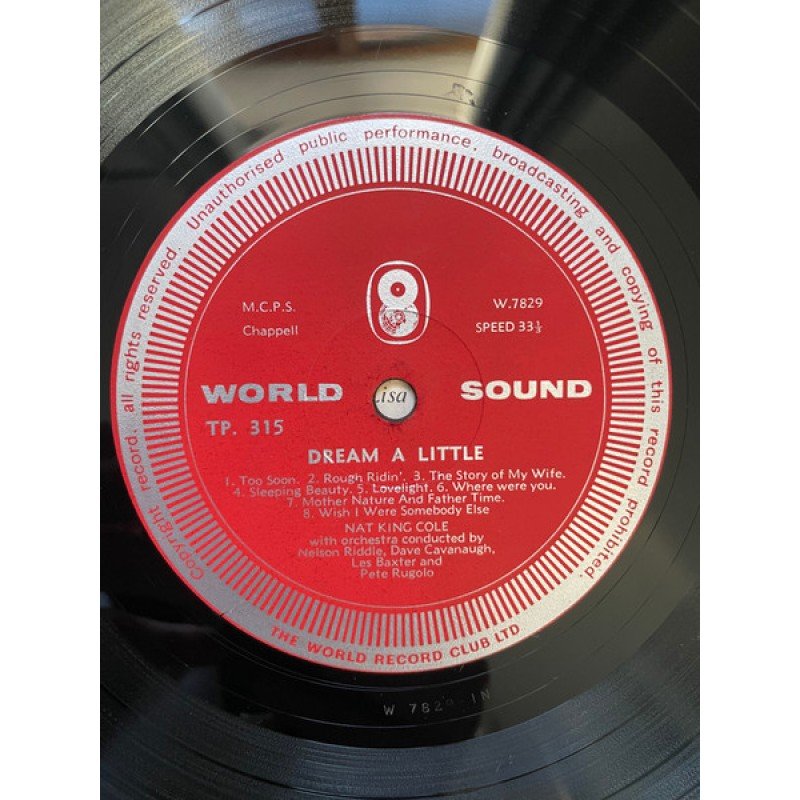 Copyright record. all rights reserved. Unauthorised public performance, broadcasting and copying of this record prohibited.
M.C.P.S.
Chappell
W.7829
SPEED 33⅓
WORLD SOUND
Lisa
TP. 315
DREAM A LITTLE
1. Too Soon. 2. Rough Ridin'. 3. The Story of My Wife.
4. Sleeping Beauty. 5. Lovelight. 6. Where were you.
7. Mother Nature And Father Time.
8. Wish I Were Somebody Else
NAT KING COLE
with orchestra conducted by
Nelson Riddle, Dave Cavanaugh,
Les Baxter and
Pete Rugolo
THE WORLD RECORD CLUB LTD
W 7829 1N